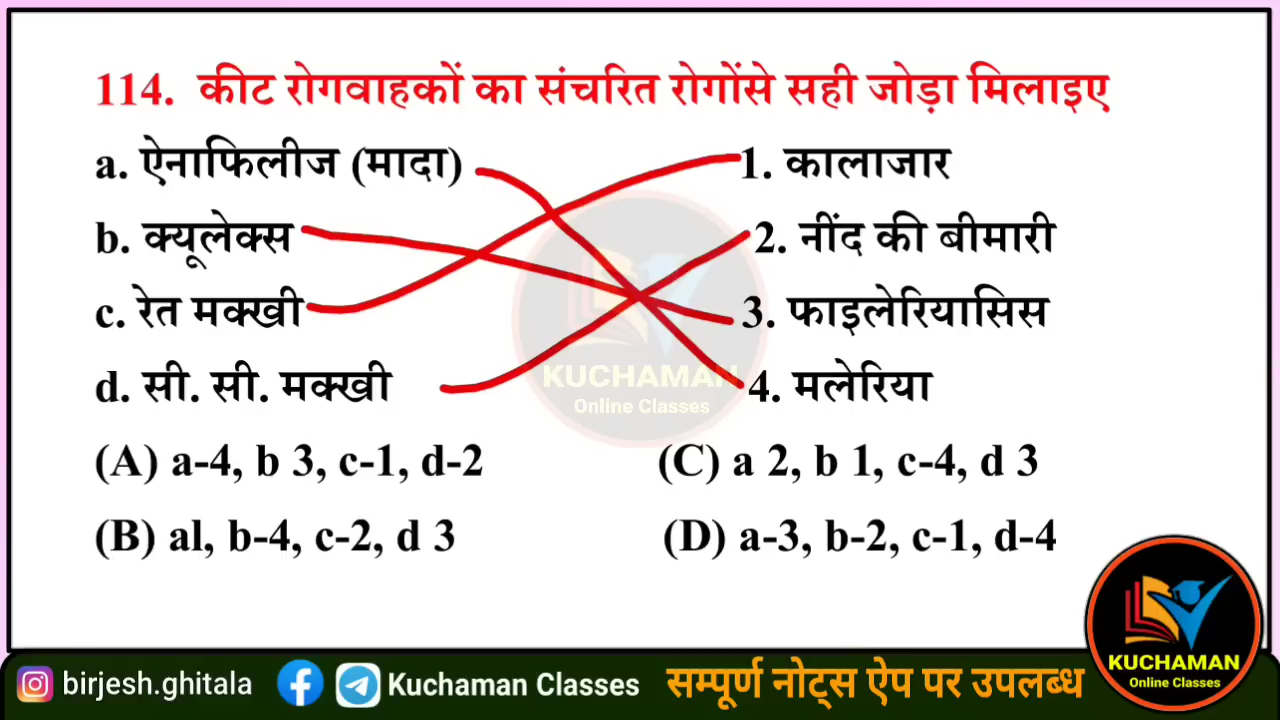 114. कीट रोगवाहकों का संचरित रोगोंसे सही जोड़ा मिलाइए
a. ऐनाफिलीज (मादा) 1. कालाजार
b. क्यूलेक्स 2. नींद की बीमारी
c. रेत मक्खी 3. फाइलेरियासिस
d. सी. सी. मक्खी 4. मलेरिया
KUCHAMAN
Online Classes
(A) a-4, b 3, c-1, d-2 (C) a 2, b 1, c-4, d 3
(B) al, b-4, c-2, d 3 (D) a-3, b-2, c-1, d-4
KUCHAMAN
Online Classes
birjesh.ghitala Kuchaman Classes सम्पूर्ण नोट्स ऐप पर उपलब्ध